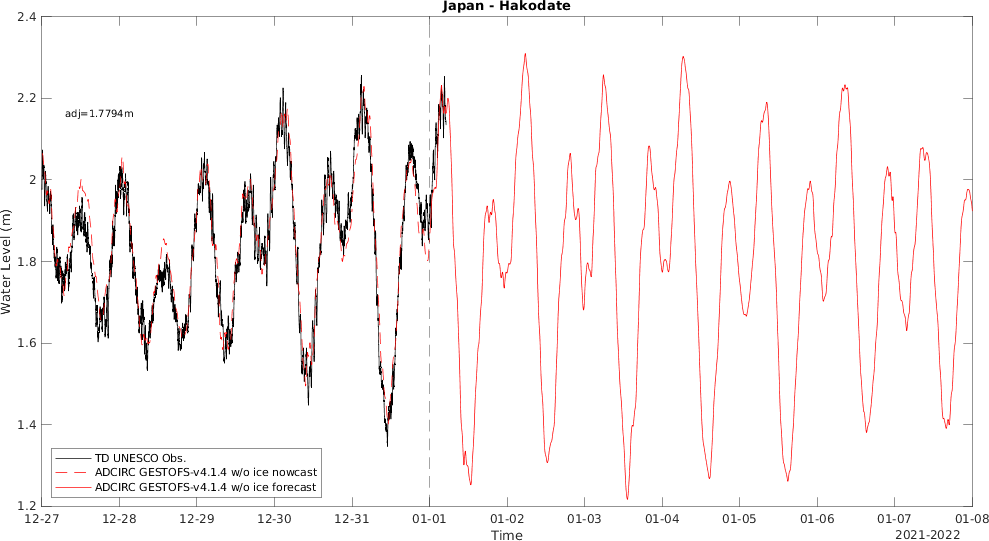 Japan - Hakodate
2.4
2.2
2
1.8
1.6
1.4
1.2
Water Level (m)
adj=1.7794m
TD UNESCO Obs.
ADCIRC GESTOFS-v4.1.4 w/o ice nowcast
ADCIRC GESTOFS-v4.1.4 w/o ice forecast
12-27 12-28 12-29 12-30 12-31 01-01 01-02 01-03 01-04 01-05 01-06 01-07 01-08
Time
2021-2022